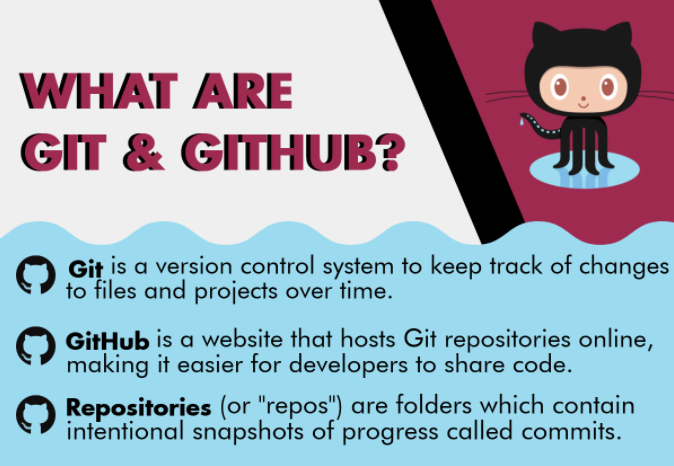 WHAT ARE
GIT & GITHUB?
Git is a version control system to keep track of changes
to files and projects over time.
GitHub is a website that hosts Git repositories online,
making it easier for developers to share code.
Repositories (or "repos") are folders which contain
intentional snapshots of progress called commits.